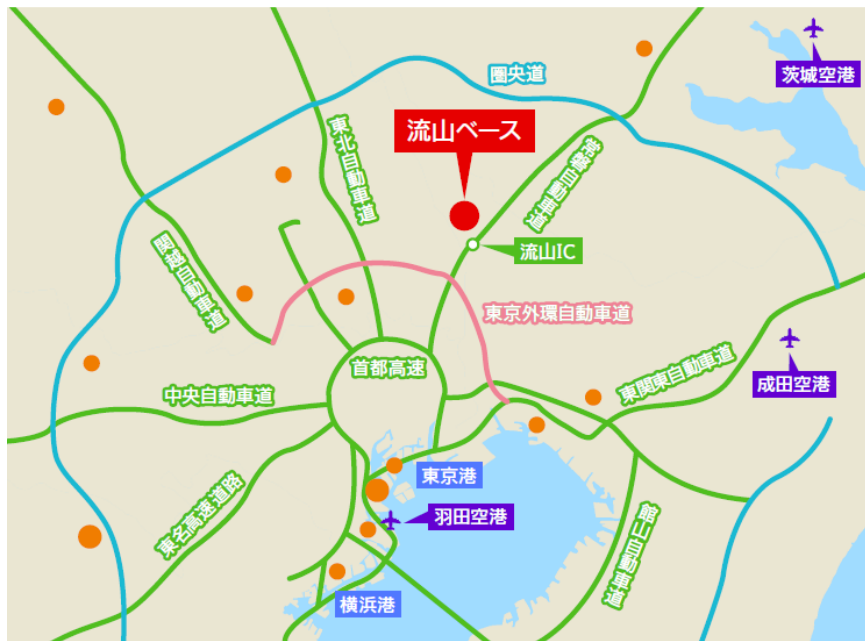 茨城空港
圏央道
流山ベース
東北自動車道
常磐自動車道
関越自動車道
流山IC
東京外環自動車道
首都高速
東関東自動車道
成田空港
中央自動車道
東京港
東名高速道路
羽田空港
館山自動車道
横浜港